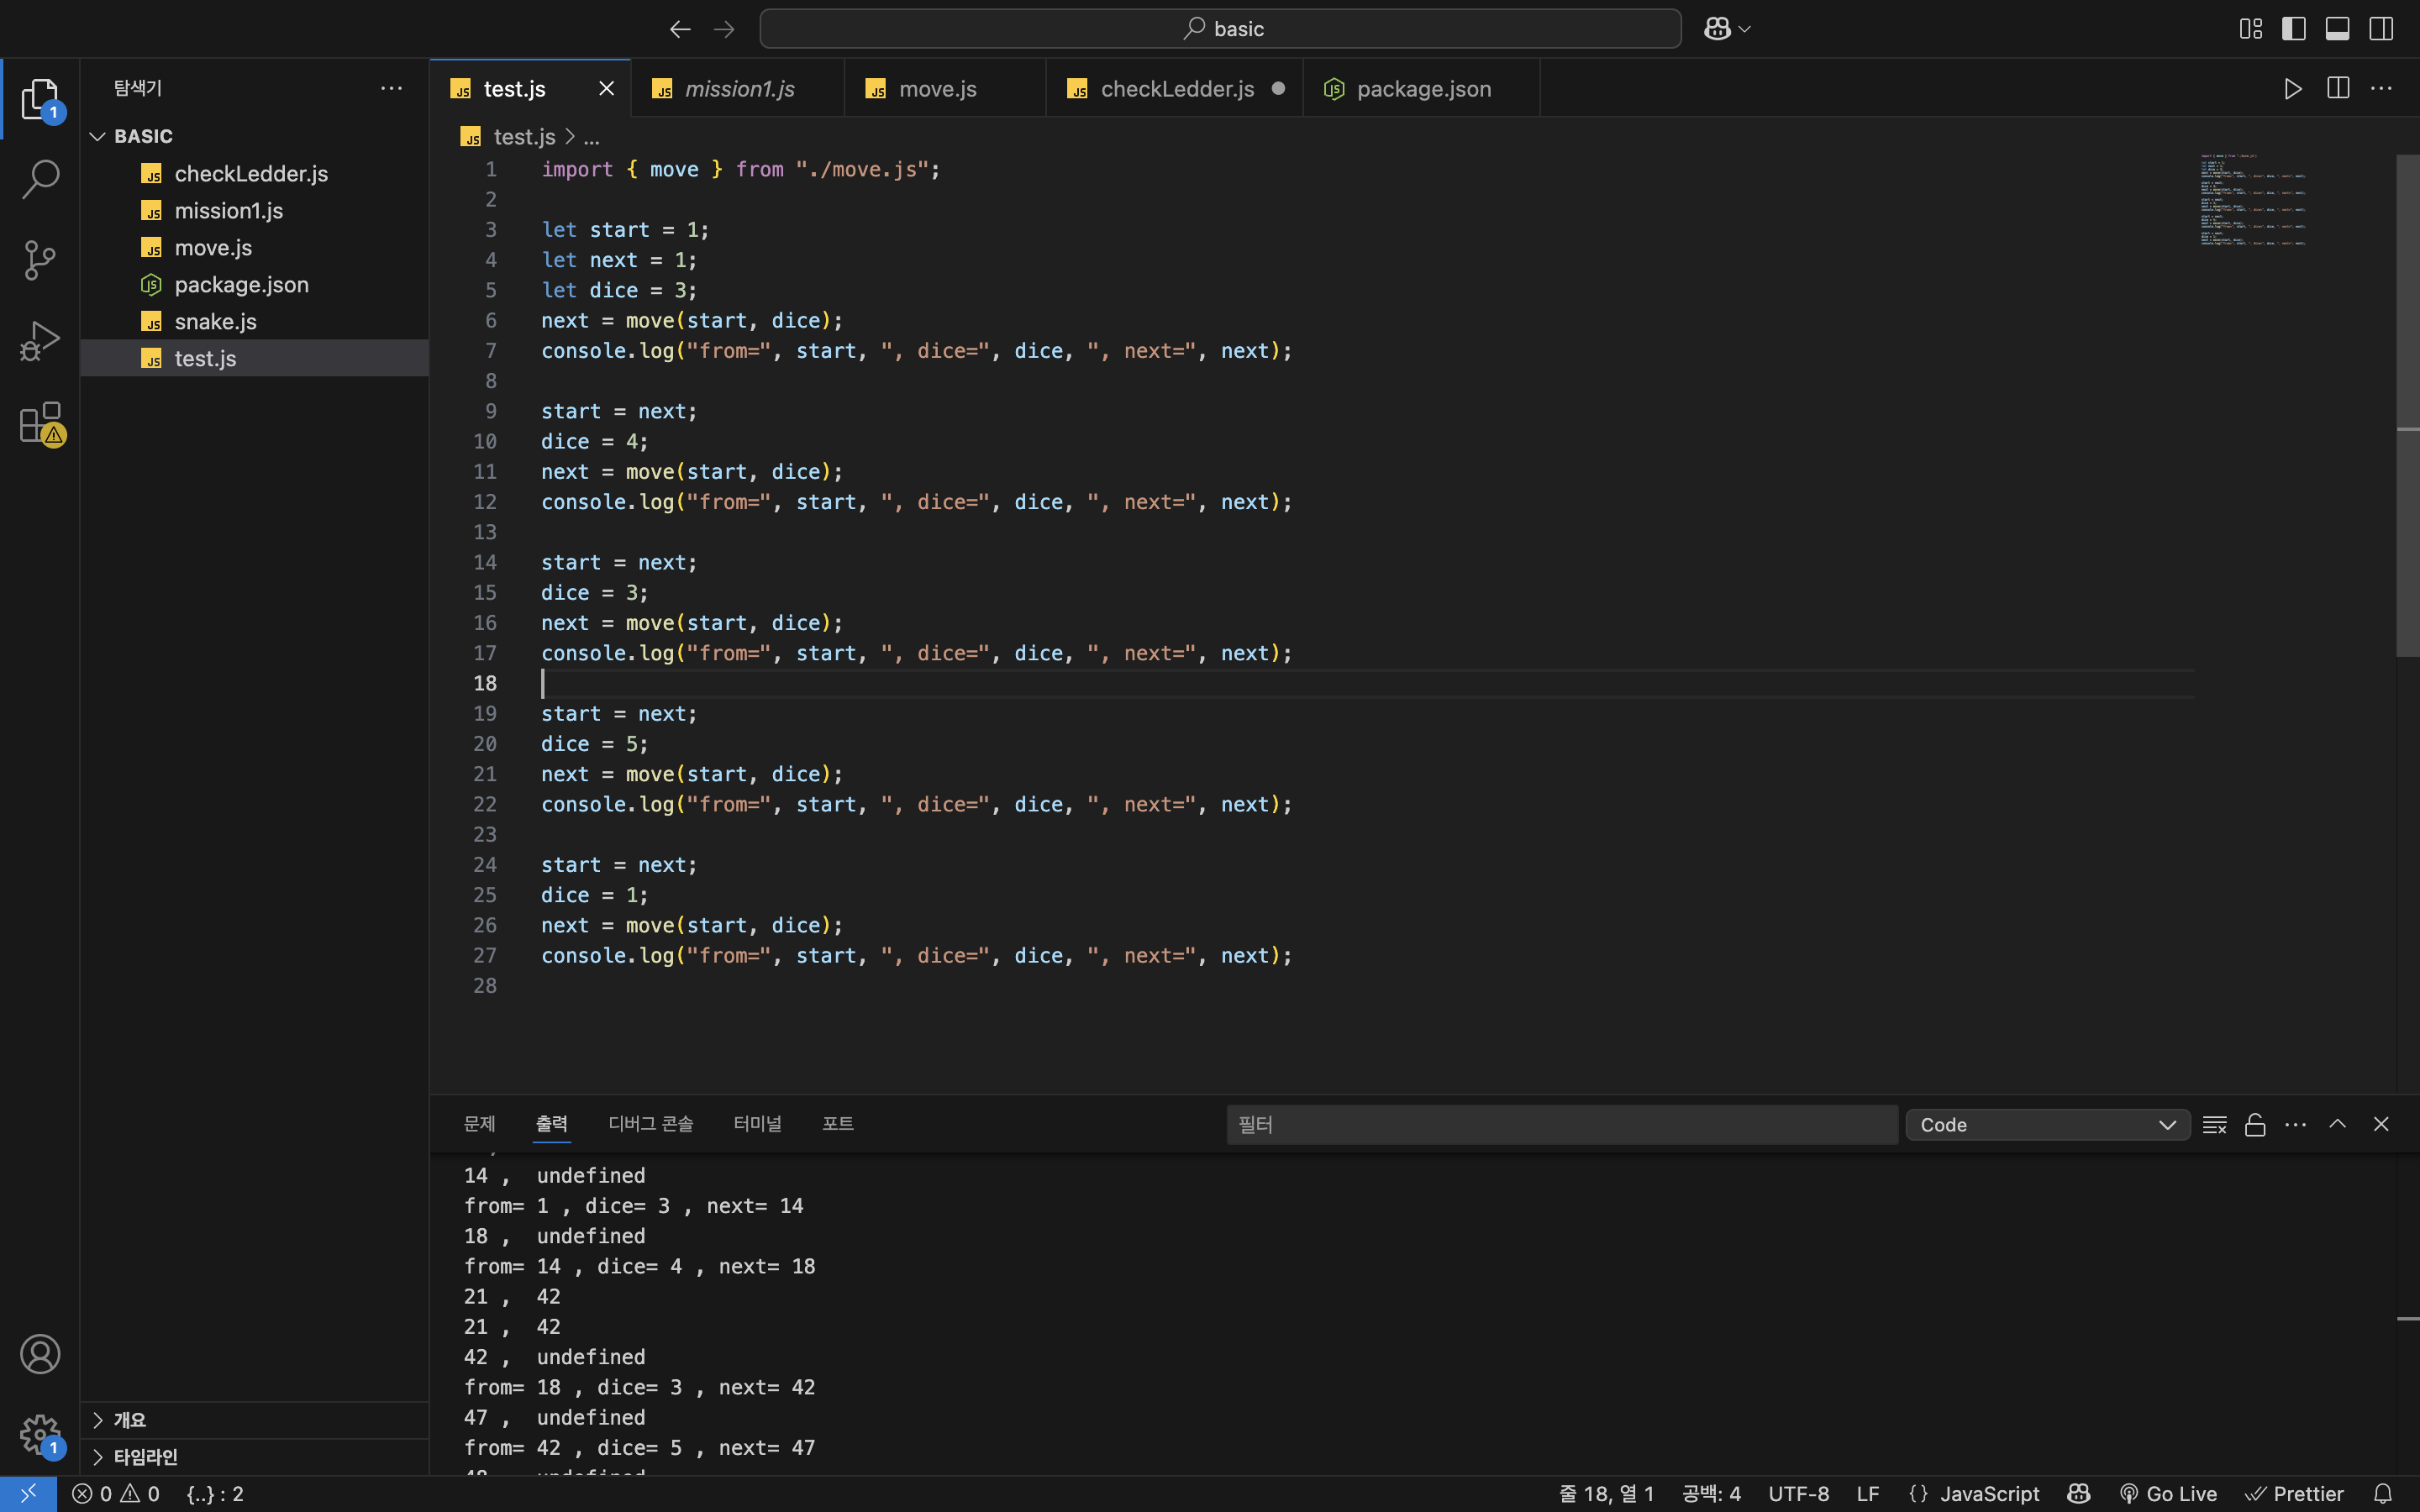 basic
탐색기
BASIC
checkLedder.js
mission1.js
move.js
package.json
snake.js
test.js
개요
타임라인
1
1
test.js
mission1.js
move.js
checkLedder.js
package.json
test.js > ...
1 import { move } from "./move.js";
2
3 let start = 1;
4 let next = 1;
5 let dice = 3;
6 next = move(start, dice);
7 console.log("from=", start, ", dice=", dice, ", next=", next);
8
9 start = next;
10 dice = 4;
11 next = move(start, dice);
12 console.log("from=", start, ", dice=", dice, ", next=", next);
13
14 start = next;
15 dice = 3;
16 next = move(start, dice);
17 console.log("from=", start, ", dice=", dice, ", next=", next);
18
19 start = next;
20 dice = 5;
21 next = move(start, dice);
22 console.log("from=", start, ", dice=", dice, ", next=", next);
23
24 start = next;
25 dice = 1;
26 next = move(start, dice);
27 console.log("from=", start, ", dice=", dice, ", next=", next);
28
문제 출력 디버그 콘솔 터미널 포트
필터
Code
14 ,  undefined
from= 1 , dice= 3 , next= 14
18 ,  undefined
from= 14 , dice= 4 , next= 18
21 ,  42
21 ,  42
42 ,  undefined
from= 18 , dice= 3 , next= 42
47 ,  undefined
from= 42 , dice= 5 , next= 47
0 0 {..} : 2
줄 18, 열 1 공백: 4 UTF-8 LF {} JavaScript Go Live Prettier